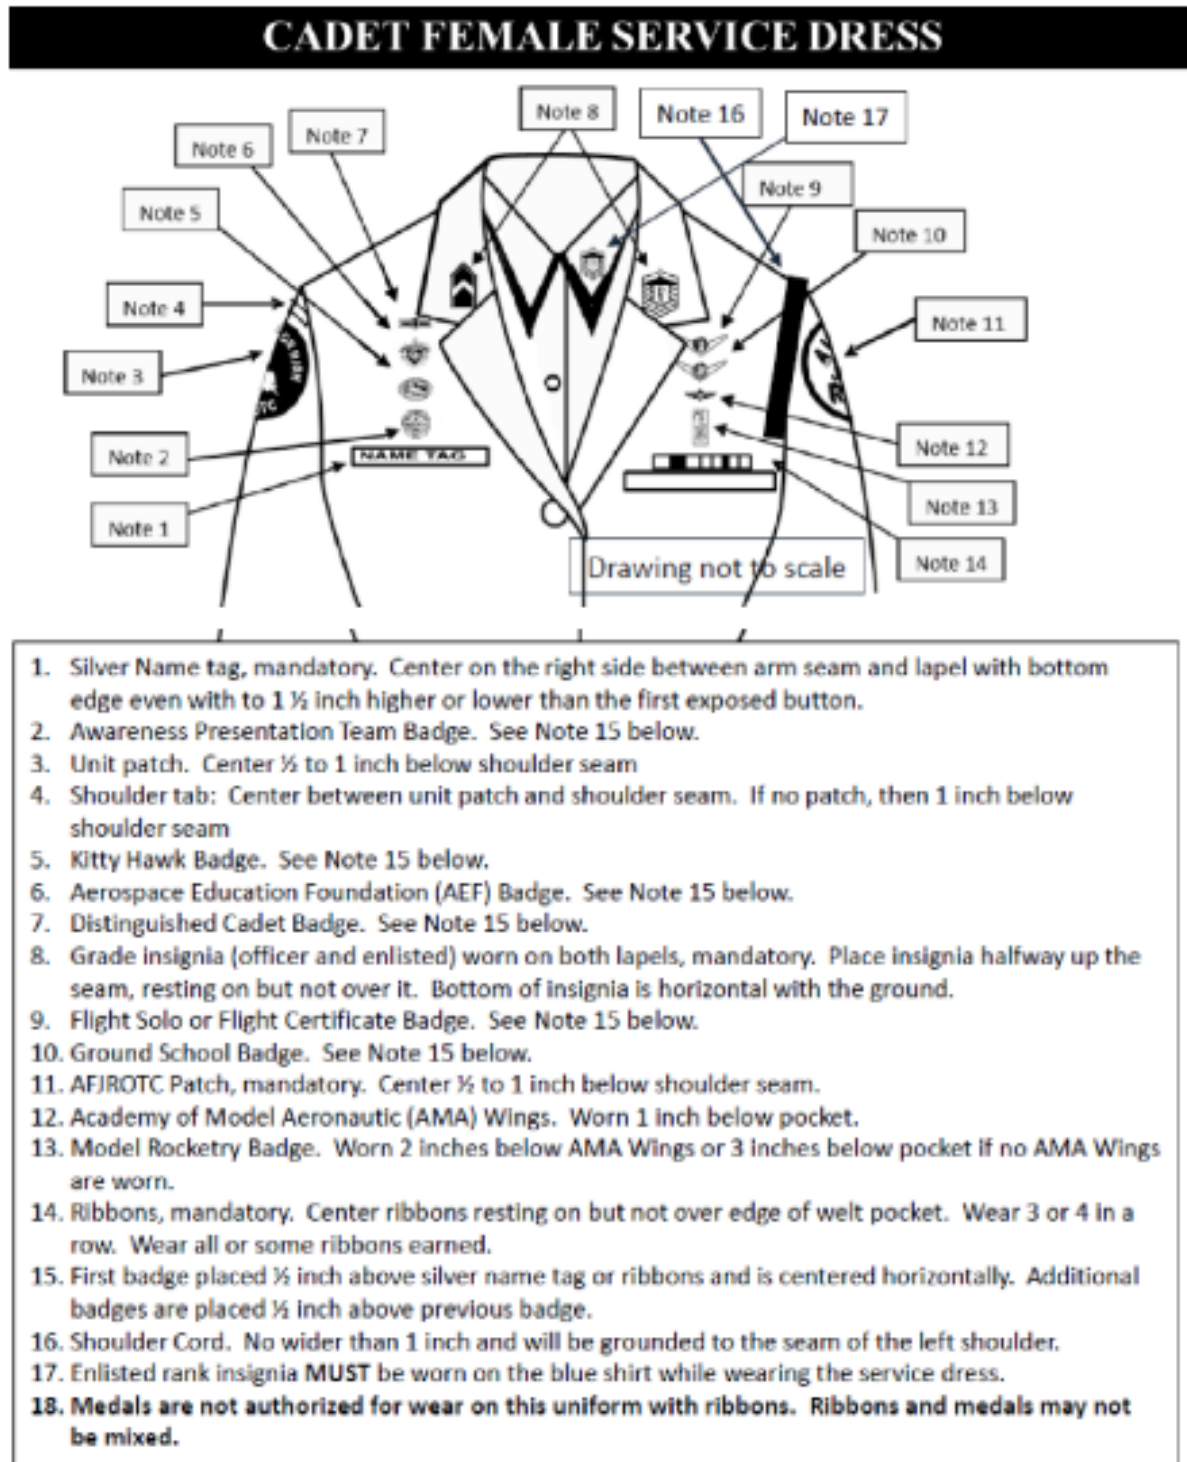 CADET FEMALE SERVICE DRESS
Note 8
Note 16
Note 17
Note 7
Note 6
Note 9
Note 5
Note 10
Note 4
Note 11
Note 3
Note 2
NAME TAG
Note 12
Note 13
Note 1
Note 14
Drawing not to scale
1. Silver Name tag, mandatory. Center on the right side between arm seam and lapel with bottom
edge even with to 1 ½ inch higher or lower than the first exposed button.
2. Awareness Presentation Team Badge. See Note 15 below.
3. Unit patch. Center ½ to 1 inch below shoulder seam
4. Shoulder tab: Center between unit patch and shoulder seam. If no patch, then 1 inch below
shoulder seam
5. Kitty Hawk Badge. See Note 15 below.
6. Aerospace Education Foundation (AEF) Badge. See Note 15 below.
7. Distinguished Cadet Badge. See Note 15 below.
8. Grade insignia (officer and enlisted) worn on both lapels, mandatory. Place insignia halfway up the
seam, resting on but not over it. Bottom of insignia is horizontal with the ground.
9. Flight Solo or Flight Certificate Badge. See Note 15 below.
10. Ground School Badge. See Note 15 below.
11. AFJROTC Patch, mandatory. Center ½ to 1 inch below shoulder seam.
12. Academy of Model Aeronautic (AMA) Wings. Worn 1 inch below pocket.
13. Model Rocketry Badge. Worn 2 inches below AMA Wings or 3 inches below pocket if no AMA Wings
are worn.
14. Ribbons, mandatory. Center ribbons resting on but not over edge of welt pocket. Wear 3 or 4 in a
row. Wear all or some ribbons earned.
15. First badge placed ½ inch above silver name tag or ribbons and is centered horizontally. Additional
badges are placed ½ inch above previous badge.
16. Shoulder Cord. No wider than 1 inch and will be grounded to the seam of the left shoulder.
17. Enlisted rank insignia MUST be worn on the blue shirt while wearing the service dress.
18. Medals are not authorized for wear on this uniform with ribbons. Ribbons and medals may not
be mixed.